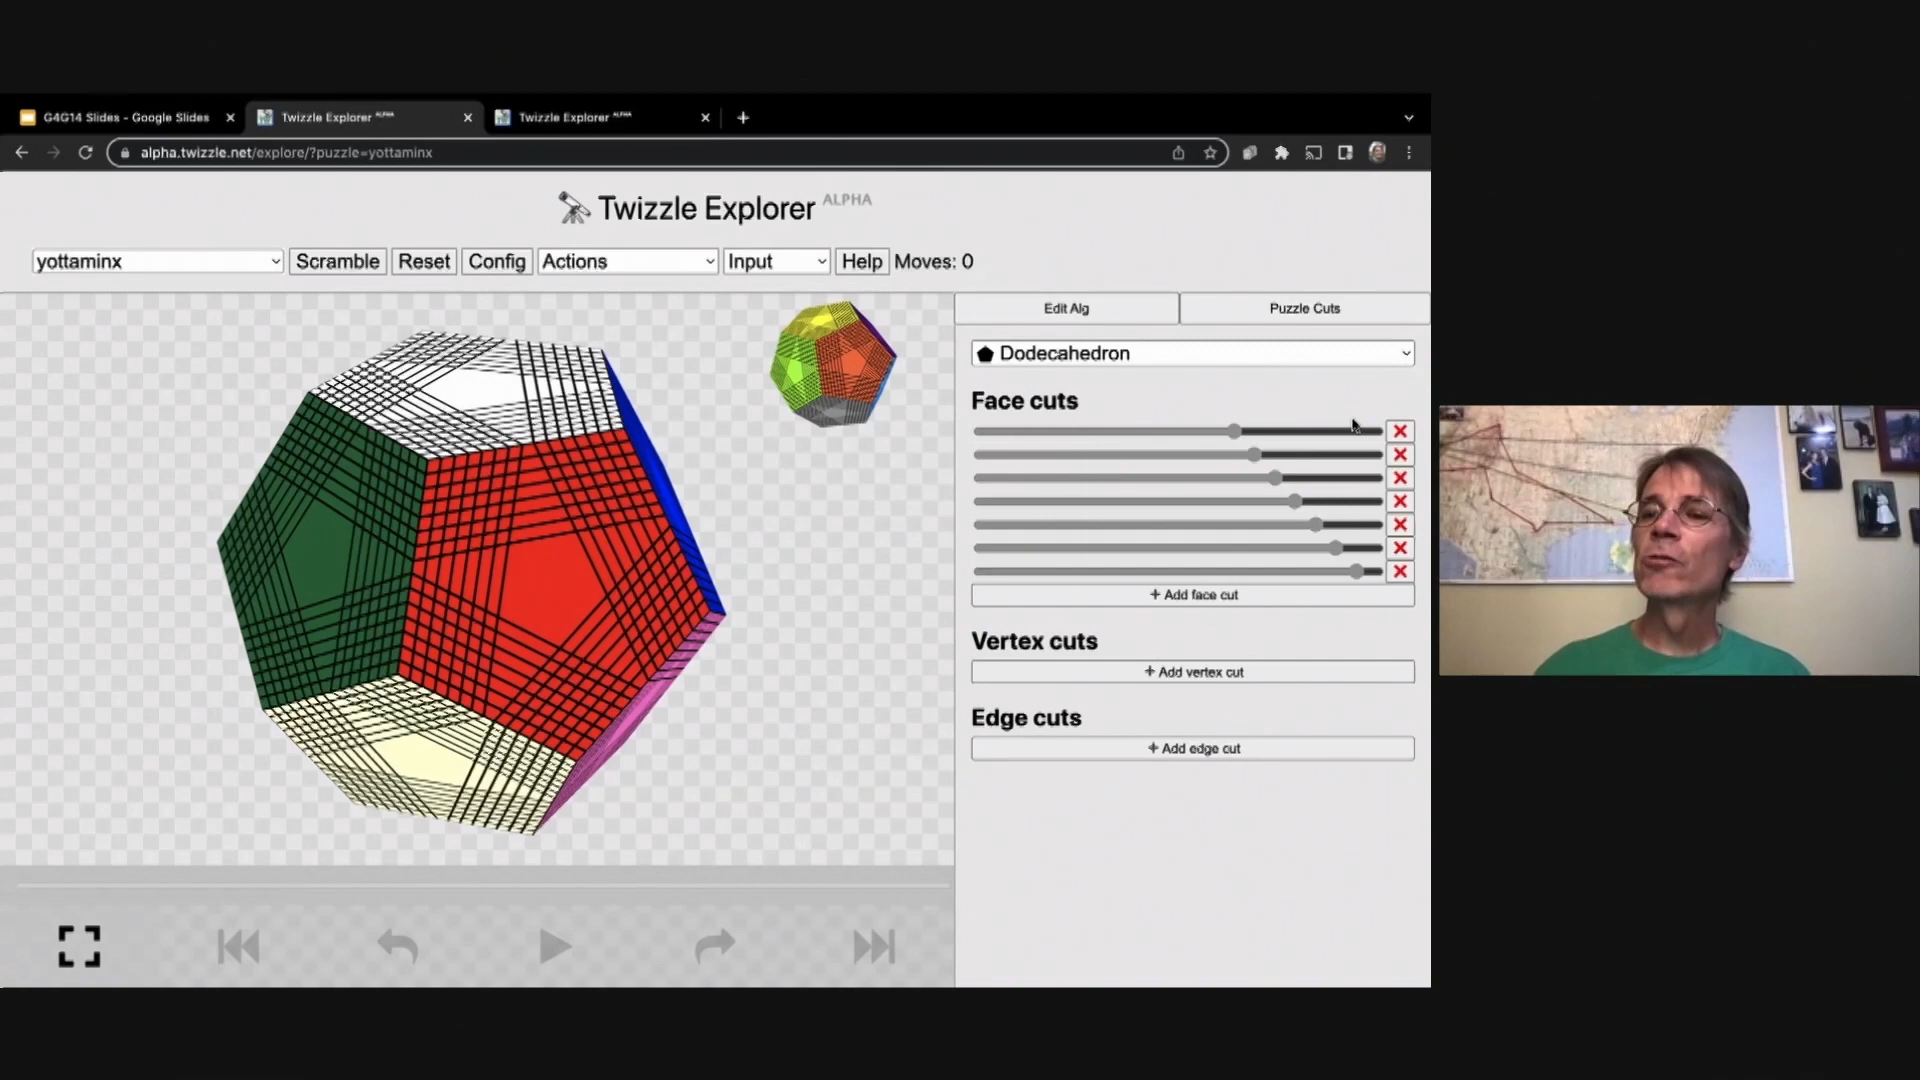 G4G14 Slides - Google Slides
Twizzle Explorer ALPHA
Twizzle Explorer ALPHA
alpha.twizzle.net/explore/?puzzle=yottaminx
Twizzle Explorer ALPHA
yottaminx
Scramble
Reset
Config
Actions
Input
Help
Moves: 0
Edit Alg
Puzzle Cuts
Dodecahedron
Face cuts
+ Add face cut
Vertex cuts
+ Add vertex cut
Edge cuts
+ Add edge cut